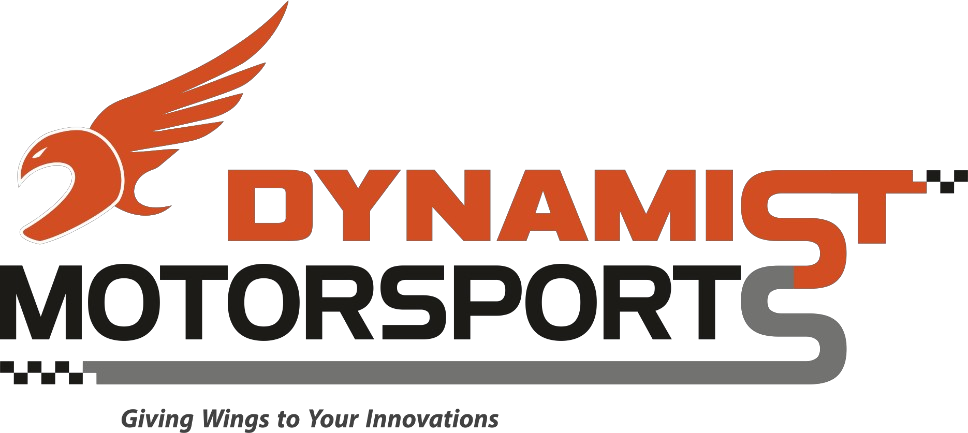 DYNAMIST
MOTORSPORTS
Giving Wings to Your Innovations